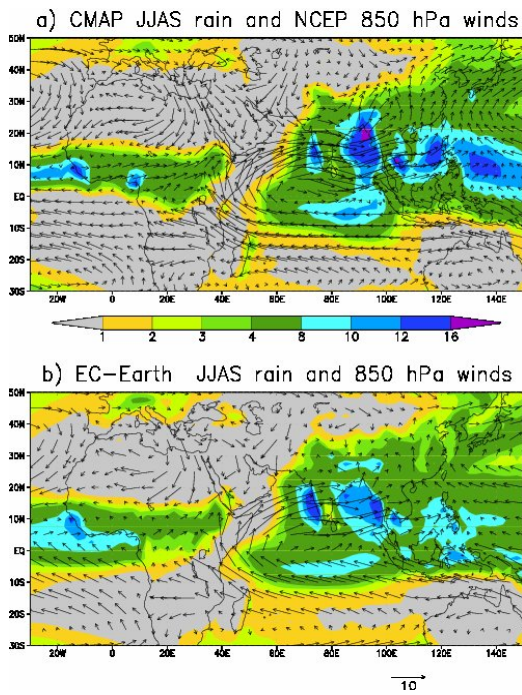 a) CMAP JJAS rain and NCEP 850 hPa winds
50N
40N
30N
20N
10N
EQ
10S
20S
30S
20W 0 20E 40E 60E 80E 100E 120E 140E
1 2 3 4 8 10 12 16
b) EC-Earth JJAS rain and 850 hPa winds
50N
40N
30N
20N
10N
EQ
10S
20S
30S
20W 0 20E 40E 60E 80E 100E 120E 140E
10